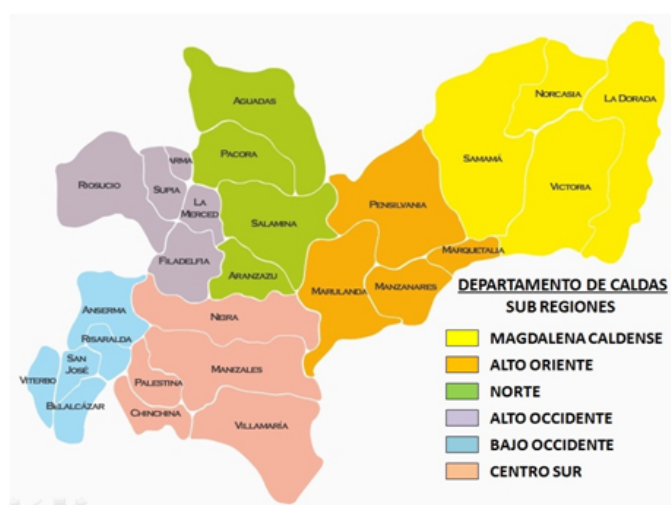 AGUADAS
NORCASIA
LA DORADA
PACORA
ARMA
SAMAMÁ
RIOSUCIO
SUPIA
VICTORIA
LA
MERCED
PENSILVANIA
SALAMINA
MARQUETALIA
FILADELFIA
ARANZAZU
MARULANDA
MANZANARES
DEPARTAMENTO DE CALDAS
SUB REGIONES
ANSERMA
NEIRA
RISARALDA
SAN
JOSÉ
VITERBO
BELALCÁZAR
PALESTINA
MANIZALES
CHINCHINA
VILLAMARÍA
MAGDALENA CALDENSE
ALTO ORIENTE
NORTE
ALTO OCCIDENTE
BAJO OCCIDENTE
CENTRO SUR